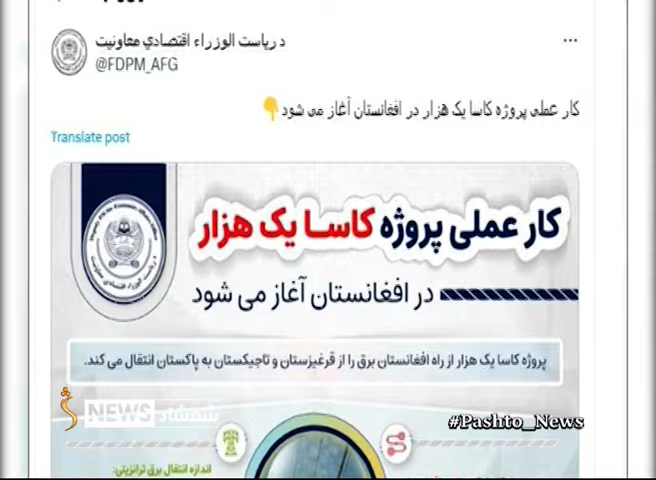 د ریاست الوزراء اقتصادي معاونیت
@FDPM_AFG
کار عملی پروژه کاسا یک هزار در افغانستان آغاز می شود👇
Translate post
کار عملی پروژه کاسا یک هزار
در افغانستان آغاز می شود
پروژه کاسا یک هزار از راه افغانستان برق را از قرغیزستان و تاجیکستان به پاکستان انتقال می کند.
NEWS شمشاد
#Pashto_News
اندازه انتقال برق ترانزیتی: